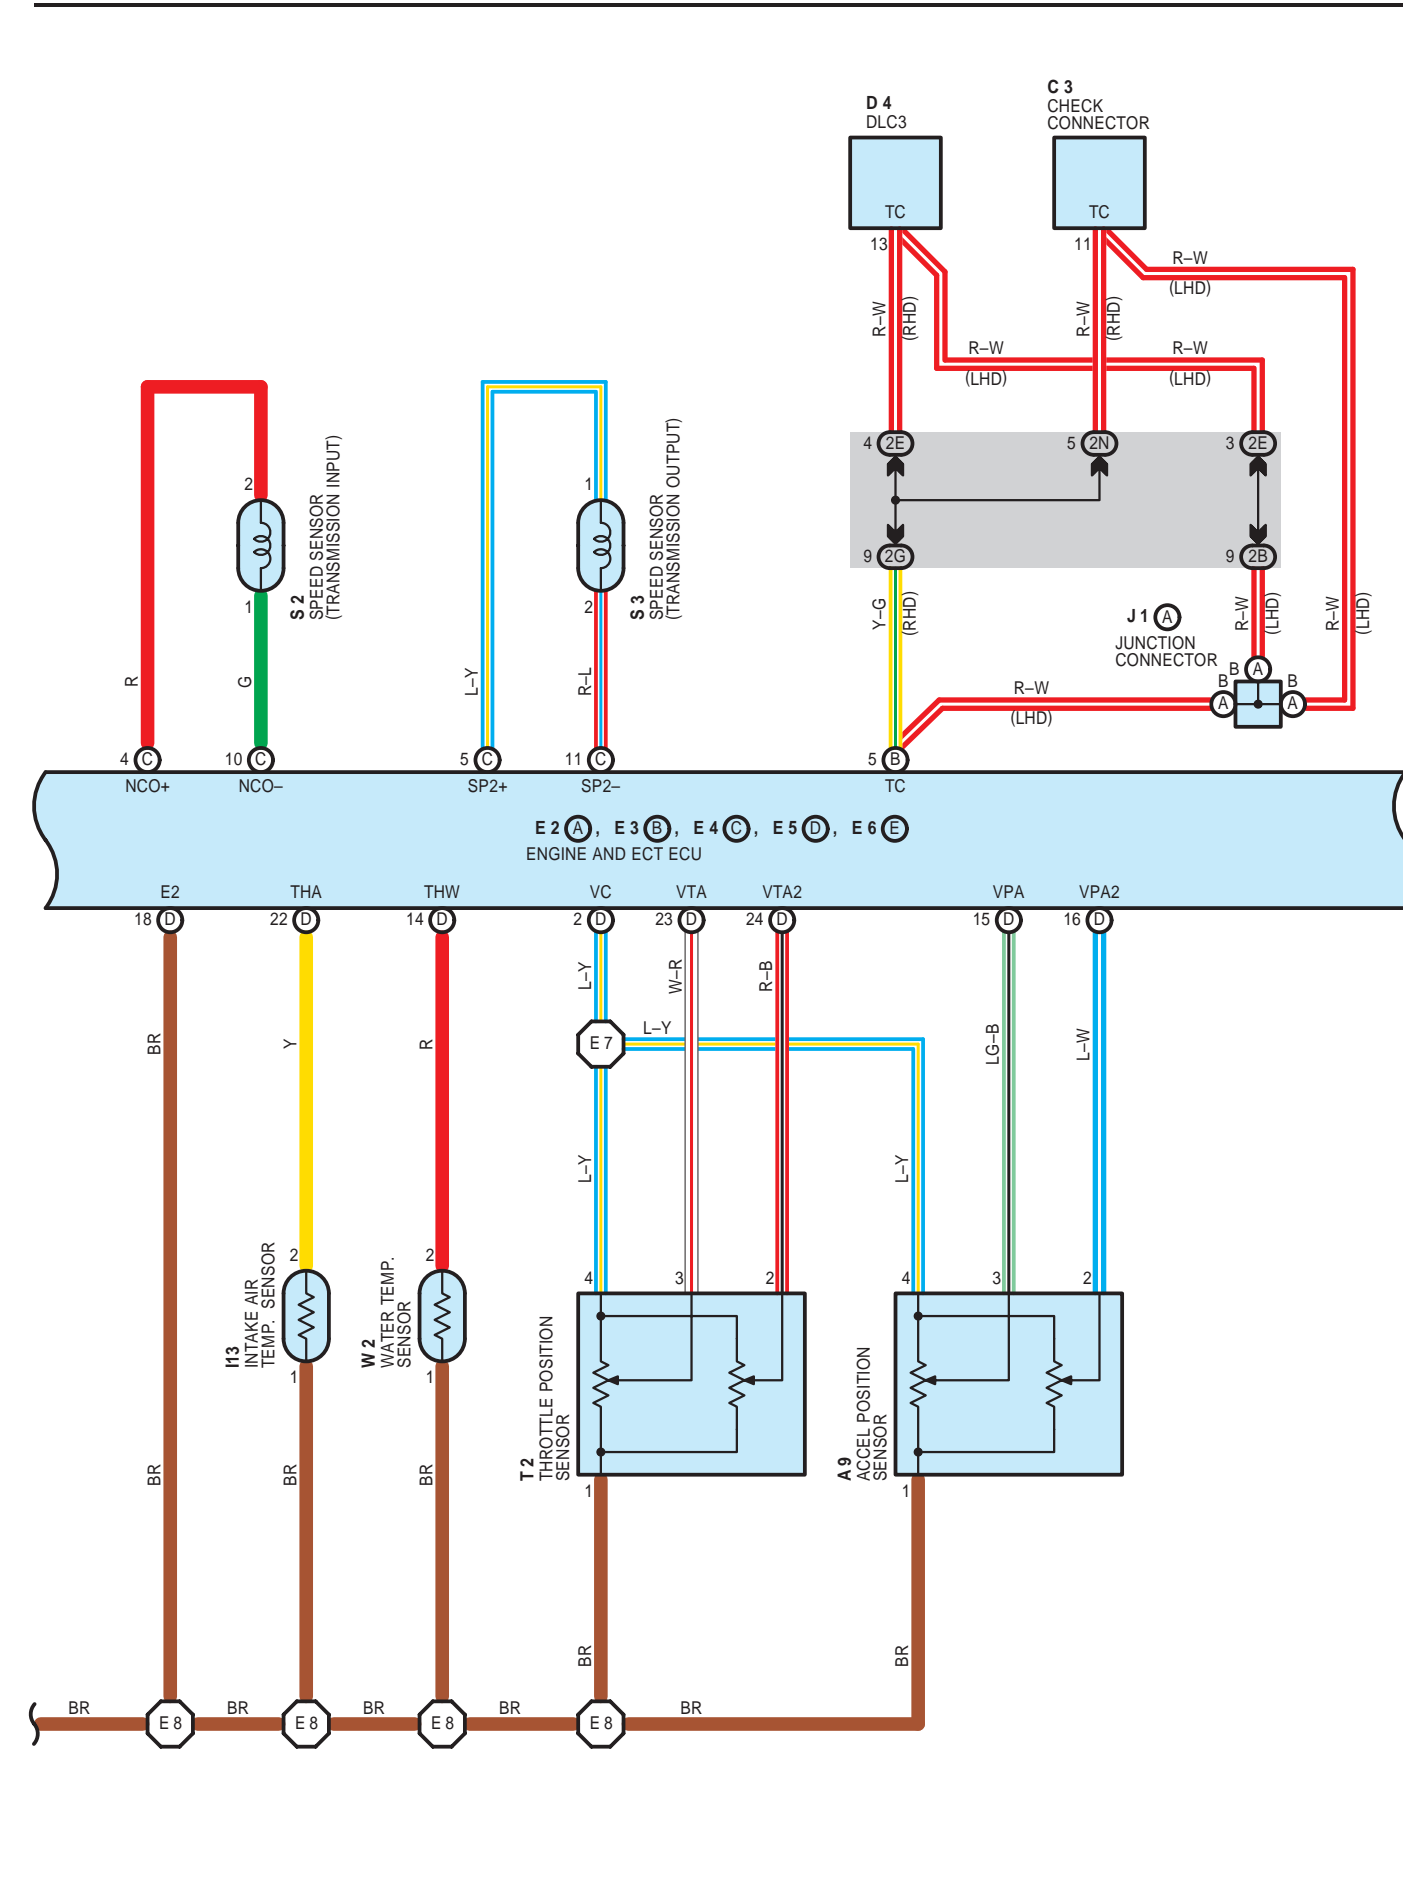 D 4
DLC3
C 3
CHECK
CONNECTOR
TC
TC
13
11
R–W
(LHD)
R–W
(RHD)
R–W
(RHD)
R–W
(LHD)
R–W
(LHD)
4 2E
5 2N
3 2E
2
SPEED SENSOR
(TRANSMISSION INPUT)
S 2
1
1
SPEED SENSOR
(TRANSMISSION OUTPUT)
S 3
2
9 2G
9 2B
Y–G
(RHD)
R–W
(LHD)
R–W
(LHD)
J 1 A
JUNCTION
CONNECTOR
B A
B
A
B
A
R
G
L–Y
R–L
R–W
(LHD)
4 C
10 C
5 C
11 C
5 B
NCO+
NCO–
SP2+
SP2–
TC
E 2 A , E 3 B , E 4 C , E 5 D , E 6 E
ENGINE AND ECT ECU
E2
THA
THW
VC
VTA
VTA2
VPA
VPA2
18 D
22 D
14 D
2 D
23 D
24 D
15 D
16 D
L–Y
W–R
R–B
BR
Y
R
E 7
L–Y
LG–B
L–W
L–Y
L–Y
2
2
4
3
2
4
3
2
I13
INTAKE AIR
TEMP. SENSOR
W 2
WATER TEMP.
SENSOR
T 2
THROTTLE POSITION
SENSOR
A 9
ACCEL POSITION
SENSOR
1
1
1
1
BR
BR
BR
BR
BR
BR
E 8
BR
E 8
BR
E 8
BR
E 8
BR